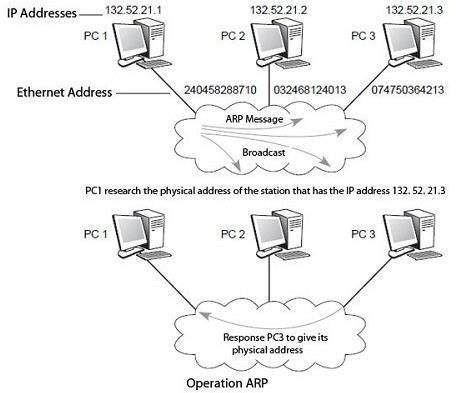 IP Addresses 132.52.21.1 132.52.21.2 132.52.21.3
PC 1 PC 2 PC 3
Ethernet Address 240458288710 032468124013 074750364213
ARP Message
Broadcast
PC1 research the physical address of the station that has the IP address 132. 52. 21.3
PC 1 PC 2 PC 3
Response PC3 to give its
physical address
Operation ARP